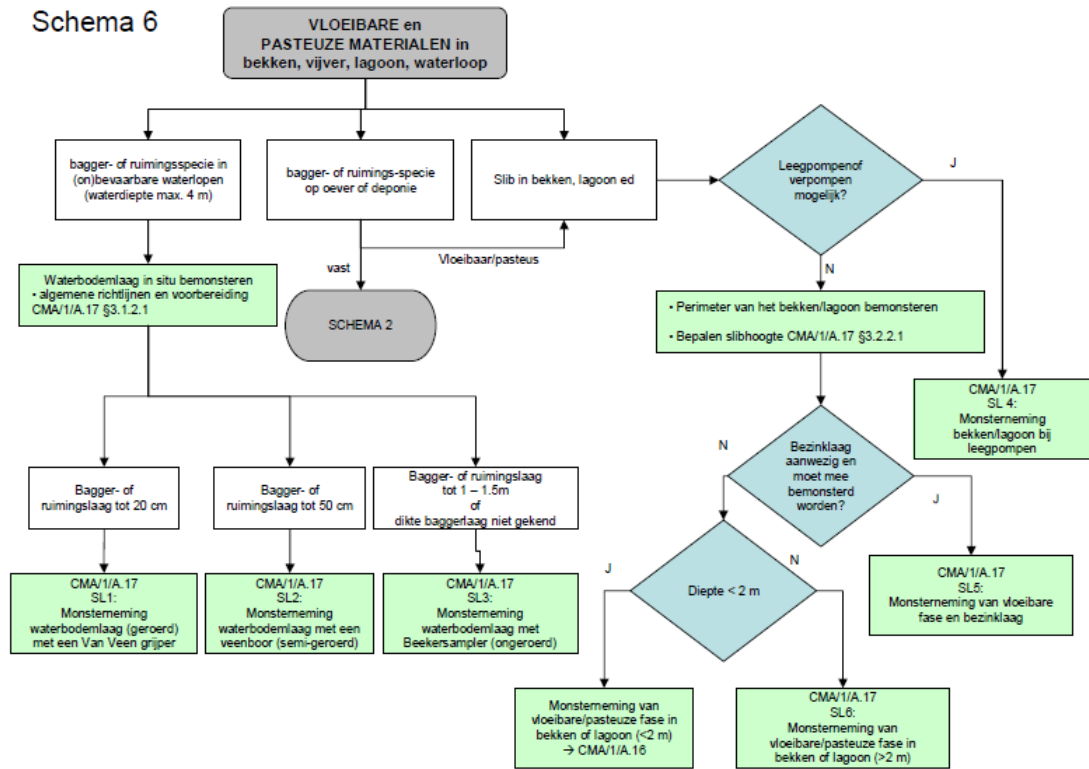 Schema 6
VLOEIBARE en
PASTEUZE MATERIALEN in
bekken, vijver, lagoon, waterloop
bagger- of ruimingsspecie in
(on)bevaarbare waterlopen
(waterdiepte max. 4 m)
bagger- of ruimings-specie
op oever of deponie
Slib in bekken, lagoon ed
Leegpompenof
verpompen
mogelijk?
J
N
vast
Vloeibaar/pasteus
Waterbodemlaag in situ bemonsteren
• algemene richtlijnen en voorbereiding
CMA/1/A.17 §3.1.2.1
SCHEMA 2
• Perimeter van het bekken/lagoon bemonsteren
• Bepalen slibhoogte CMA/1/A.17 §3.2.2.1
CMA/1/A.17
SL 4:
Monsterneming
bekken/lagoon bij
leegpompen
Bezinklaag
aanwezig en
moet mee
bemonsterd
worden?
N
J
Bagger- of
ruimingslaag tot 20 cm
Bagger- of
ruimingslaag tot 50 cm
Bagger- of ruimingslaag
tot 1 – 1.5m
of
dikte baggerlaag niet gekend
CMA/1/A.17
SL1:
Monsterneming
waterbodemlaag (geroerd)
met een Van Veen grijper
CMA/1/A.17
SL2:
Monsterneming
waterbodemlaag met een
veenboor (semi-geroerd)
CMA/1/A.17
SL3:
Monsterneming
waterbodemlaag met
Beekersampler (ongeroerd)
J
Diepte < 2 m
N
CMA/1/A.17
SL5:
Monsterneming van vloeibare
fase en bezinklaag
Monsterneming van
vloeibare/pasteuze fase in
bekken of lagoon (<2 m)
→ CMA/1/A.16
CMA/1/A.17
SL6:
Monsterneming van
vloeibare/pasteuze fase in
bekken of lagoon (>2 m)